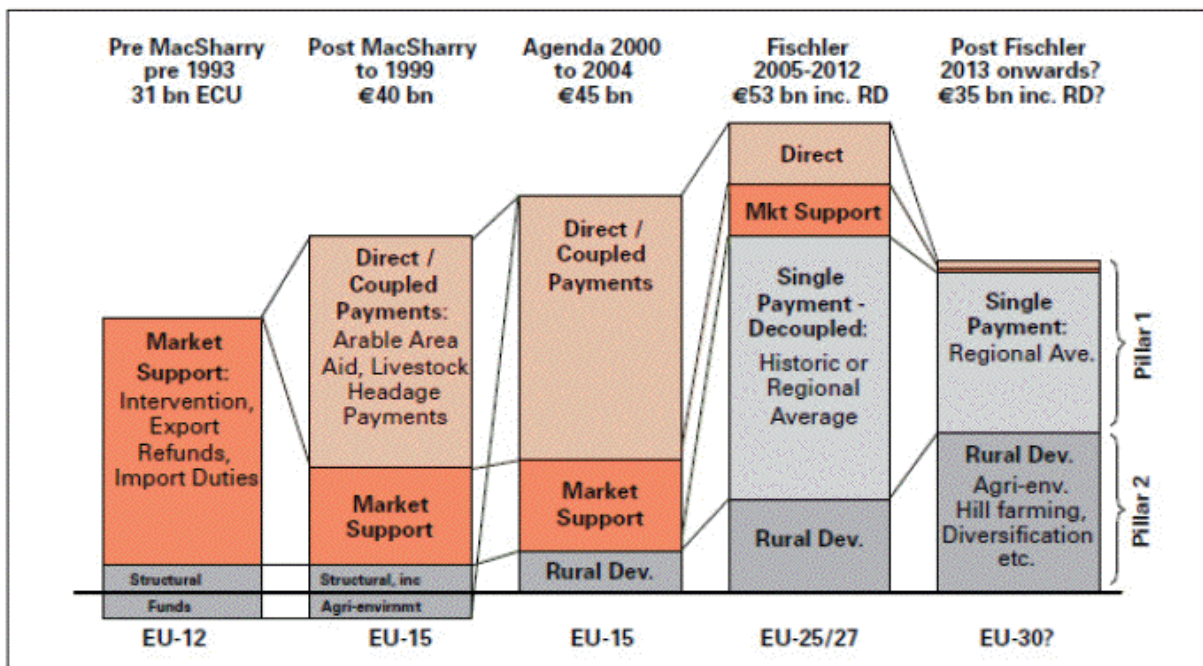 Pre MacSharry
pre 1993
31 bn ECU
Post MacSharry
to 1999
€40 bn
Agenda 2000
to 2004
€45 bn
Fischler
2005-2012
€53 bn inc. RD
Post Fischler
2013 onwards?
€35 bn inc. RD?
Market
Support:
Intervention,
Export
Refunds,
Import Duties
Structural
Funds
EU-12
Direct /
Coupled
Payments:
Arable Area
Aid, Livestock
Headage
Payments
Market
Support
Structural, inc
Agri-envirnmt
EU-15
Direct /
Coupled
Payments
Market
Support
Rural Dev.
EU-15
Direct
Mkt Support
Single
Payment -
Decoupled:
Historic or
Regional
Average
Rural Dev.
EU-25/27
Single
Payment:
Regional Ave.
Rural Dev.
Agri-env.
Hill farming,
Diversification
etc.
EU-30?
Pillar 1
Pillar 2